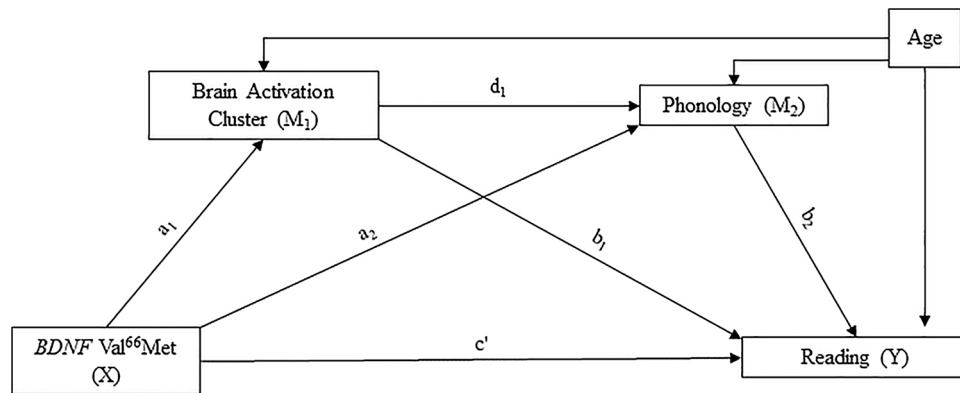 Age
Brain Activation
Cluster (M₁)
d₁
Phonology (M₂)
a₁
a₂
b₁
b₂
BDNF Val⁶⁶Met
(X)
c'
Reading (Y)